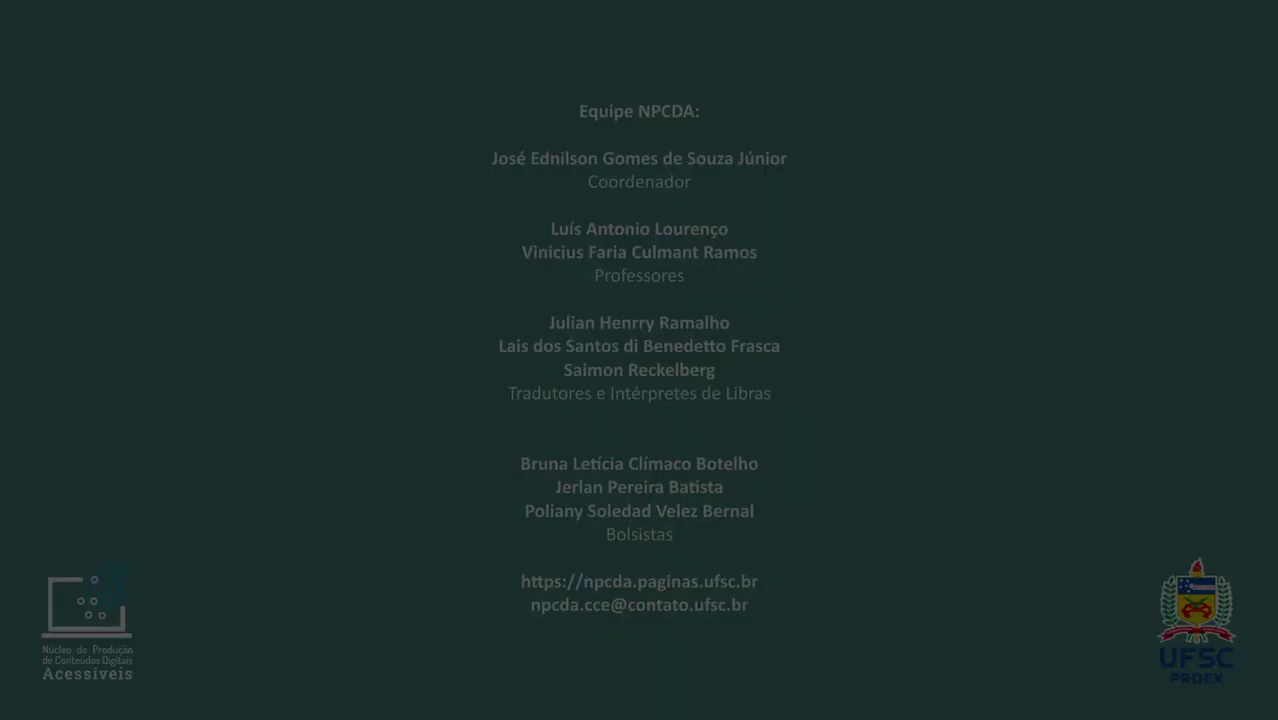 Equipe NPCDA:
José Ednilson Gomes de Souza Júnior
Coordenador
Luís Antonio Lourenço
Vinicius Faria Culmant Ramos
Professores
Julian Henrry Ramalho
Lais dos Santos di Benedetto Frasca
Saimon Reckelberg
Tradutores e Intérpretes de Libras
Bruna Letícia Clímaco Botelho
Jerlan Pereira Batista
Poliany Soledad Velez Bernal
Bolsistas
https://npcda.paginas.ufsc.br
npcda.cce@contato.ufsc.br
Núcleo de Produção
de Conteúdos Digitais
Acessíveis
UFSC
PROEX